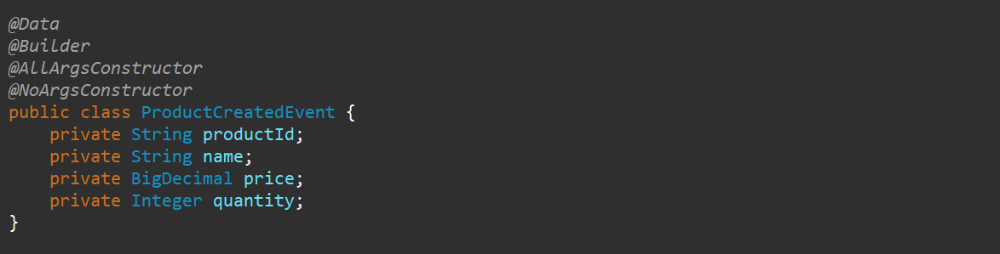 @Data
@Builder
@AllArgsConstructor
@NoArgsConstructor
public class ProductCreatedEvent {
    private String productId;
    private String name;
    private BigDecimal price;
    private Integer quantity;
}